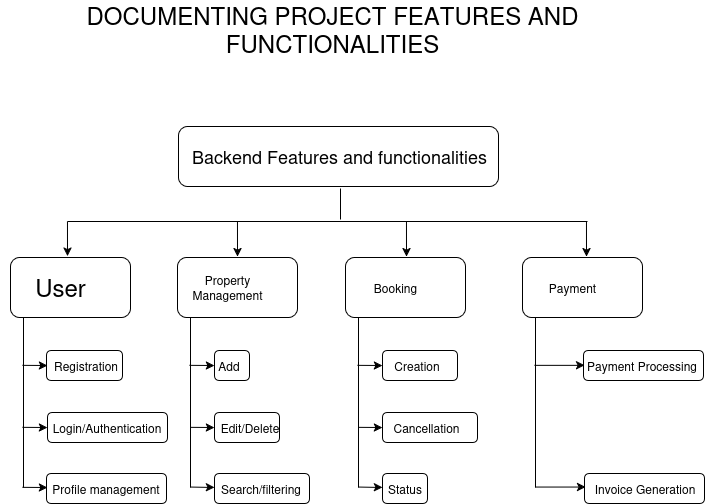 DOCUMENTING PROJECT FEATURES AND
FUNCTIONALITIES
Backend Features and functionalities
User
Property
Management
Booking
Payment
Registration
Add
Creation
Payment Processing
Login/Authentication
Edit/Delete
Cancellation
Profile management
Search/filtering
Status
Invoice Generation